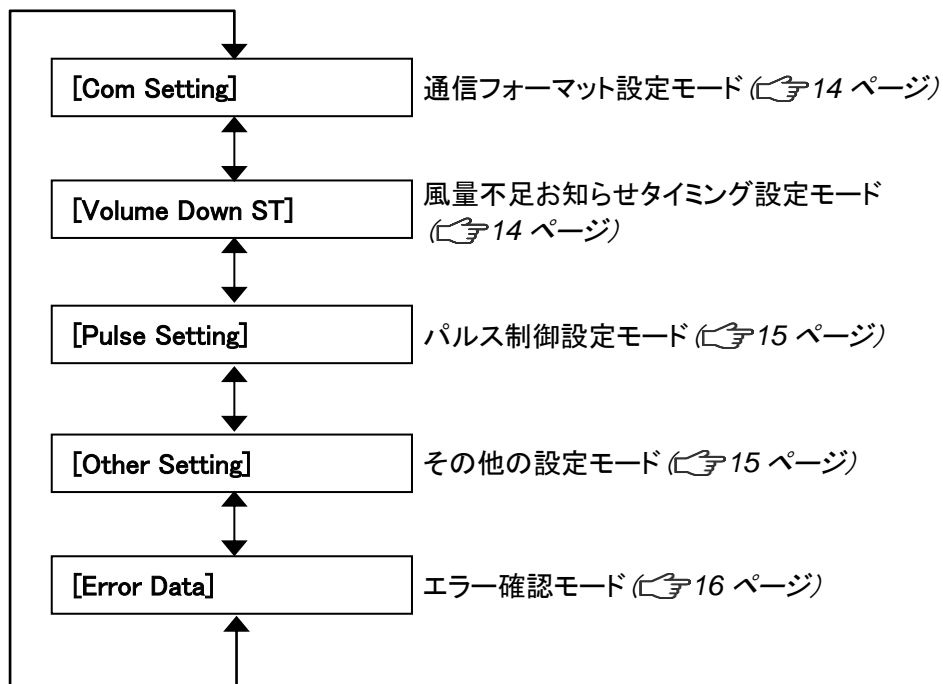 [Com Setting] 通信フォーマット設定モード (☞14 ページ)
[Volume Down ST] 風量不足お知らせタイミング設定モード
(☞14 ページ)
[Pulse Setting] パルス制御設定モード (☞15 ページ)
[Other Setting] その他の設定モード (☞15 ページ)
[Error Data] エラー確認モード (☞16 ページ)